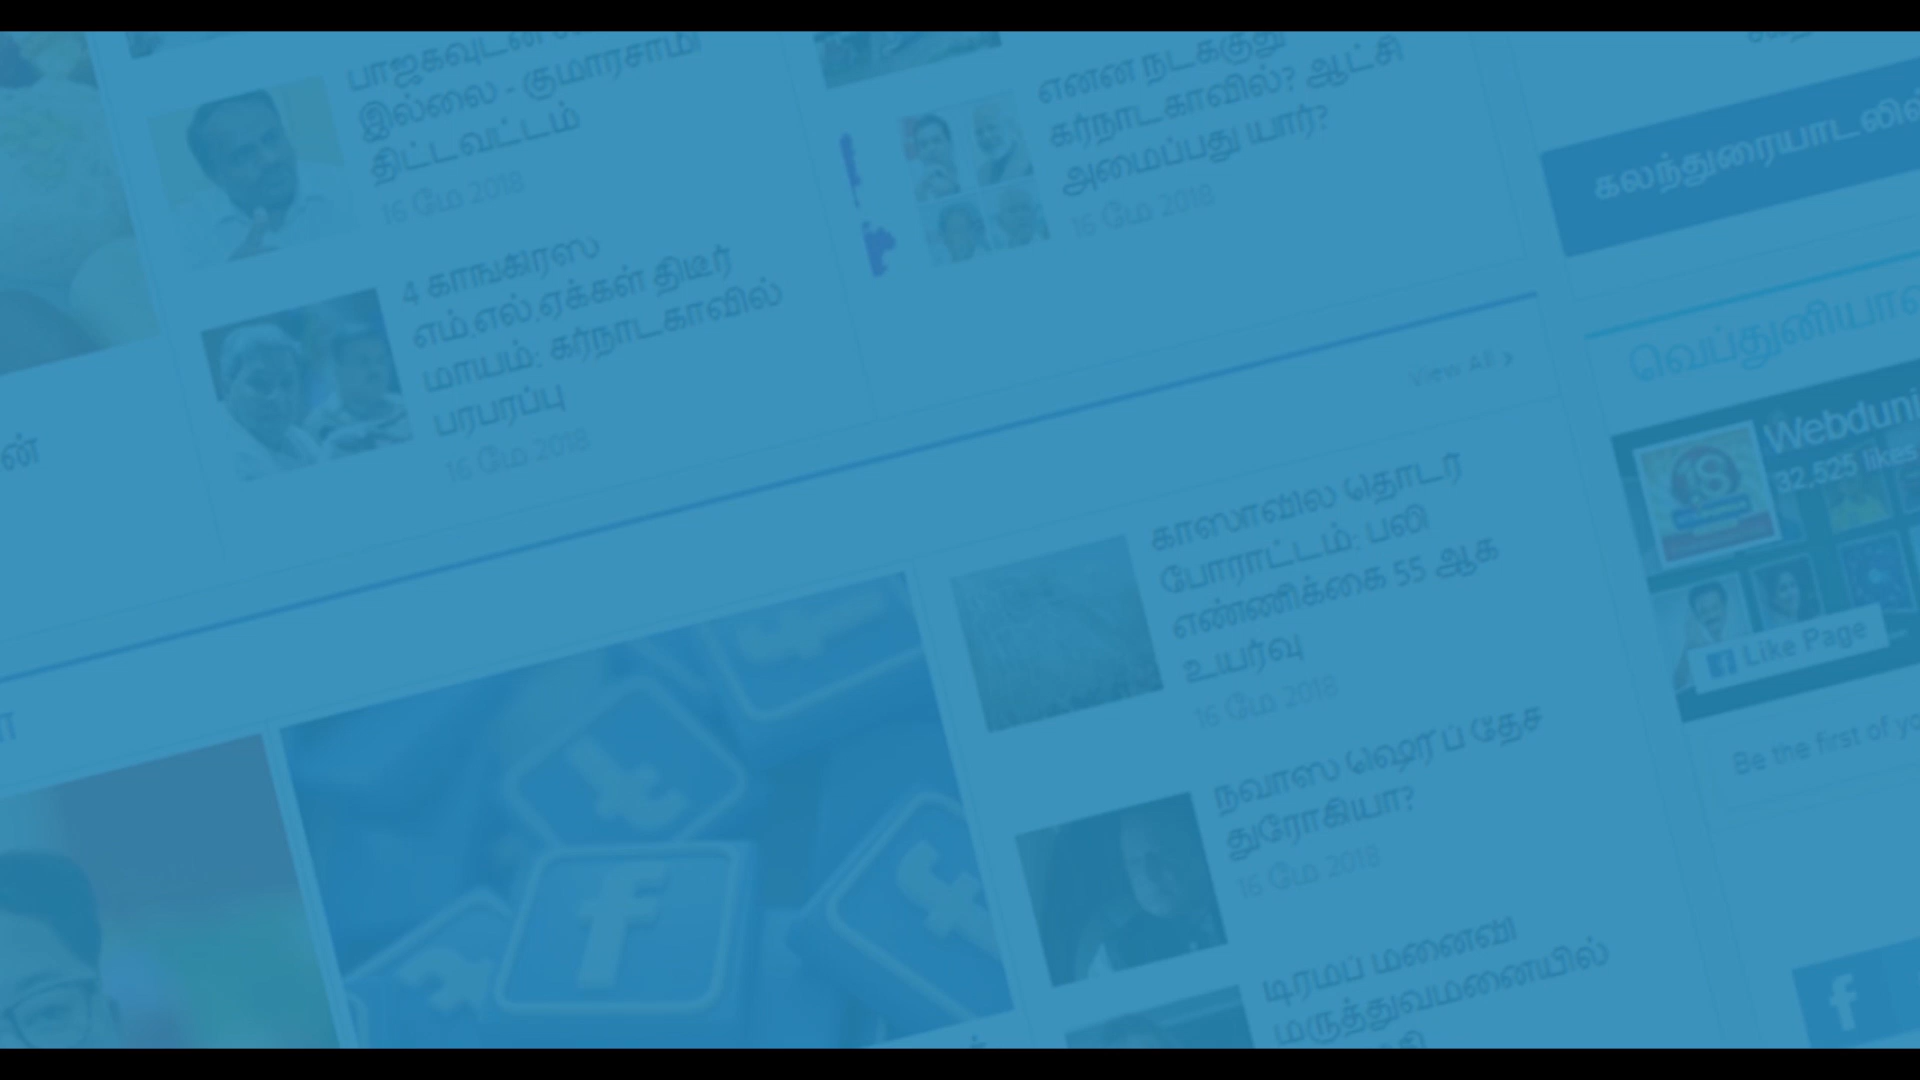 பாஜகவுடன்
இல்லை - குமாரசாமி
திட்டவட்டம்
16 மே 2018
4 காங்கிரஸ்
எம்.எல்.ஏக்கள் திடீர்
மாயம்: கர்நாடகாவில்
பரபரப்பு
16 மே 2018
என்ன நடக்குது
கர்நாடகாவில்? ஆட்சி
அமைப்பது யார்?
16 மே 2018
View All ›
காஸாவில் தொடர்
போராட்டம்: பலி
எண்ணிக்கை 55 ஆக
உயர்வு
16 மே 2018
நவாஸ் ஷெரீப் தேச
துரோகியா?
16 மே 2018
டிரம்ப் மனைவி
மருத்துவமனையில்
கலந்துரையாடலில்
வெப்துனியா
Webduni
32,525 likes
Like Page
Be the first of yo